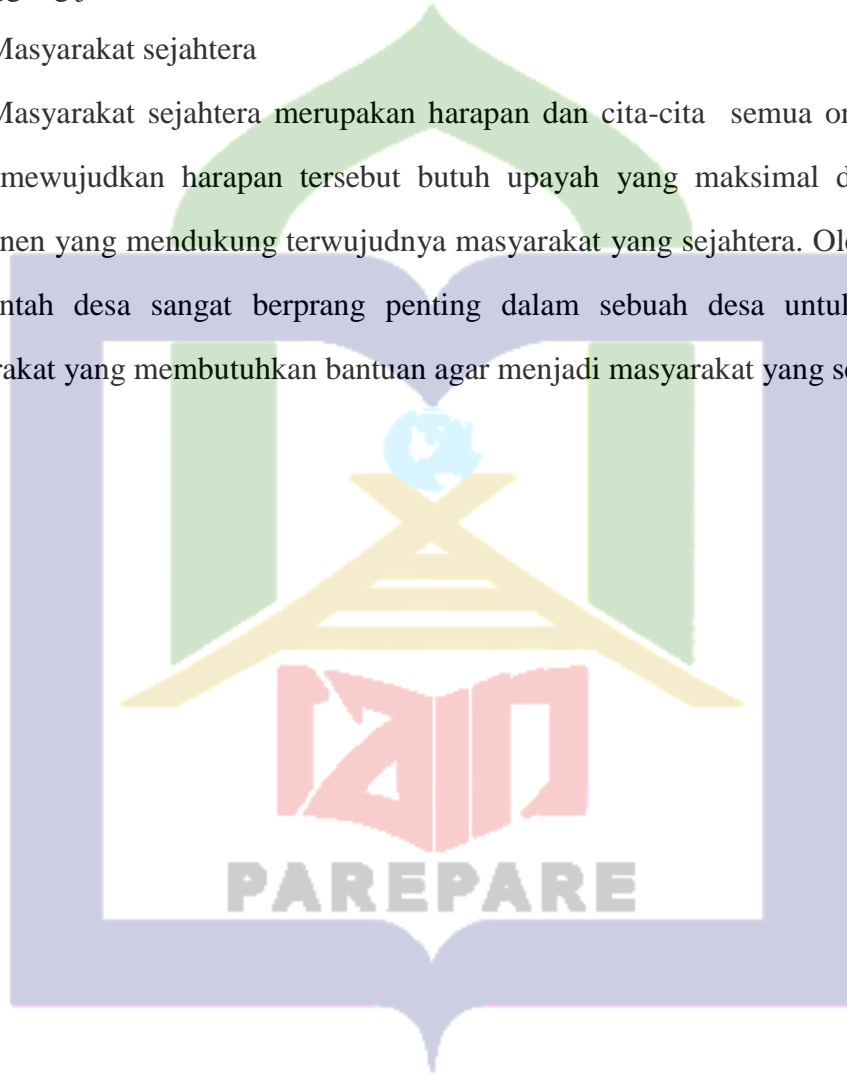 Masyarakat sejahtera
Masyarakat sejahtera merupakan harapan dan cita-cita semua or
mewujudkan harapan tersebut butuh upayah yang maksimal d
nen yang mendukung terwujudnya masyarakat yang sejahtera. Ol
ntah desa sangat berprang penting dalam sebuah desa untu
rakat yang membutuhkan bantuan agar menjadi masyarakat yang s
iain
PAREPARE